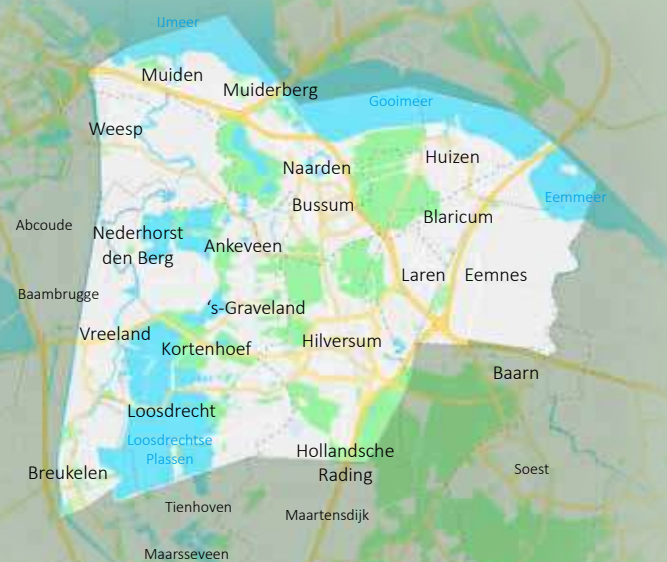 IJmeer
Muiden
Muiderberg
Gooimeer
Weesp
Huizen
Naarden
Eemmeer
Bussum
Blaricum
Abcoude
Nederhorst
den Berg
Ankeveen
Laren
Eemnes
Baambrugge
‘s-Graveland
Vreeland
Kortenhoef
Hilversum
Baarn
Loosdrecht
Loosdrechtse
Plassen
Hollandsche
Rading
Breukelen
Soest
Tienhoven
Maartensdijk
Maarsseveen